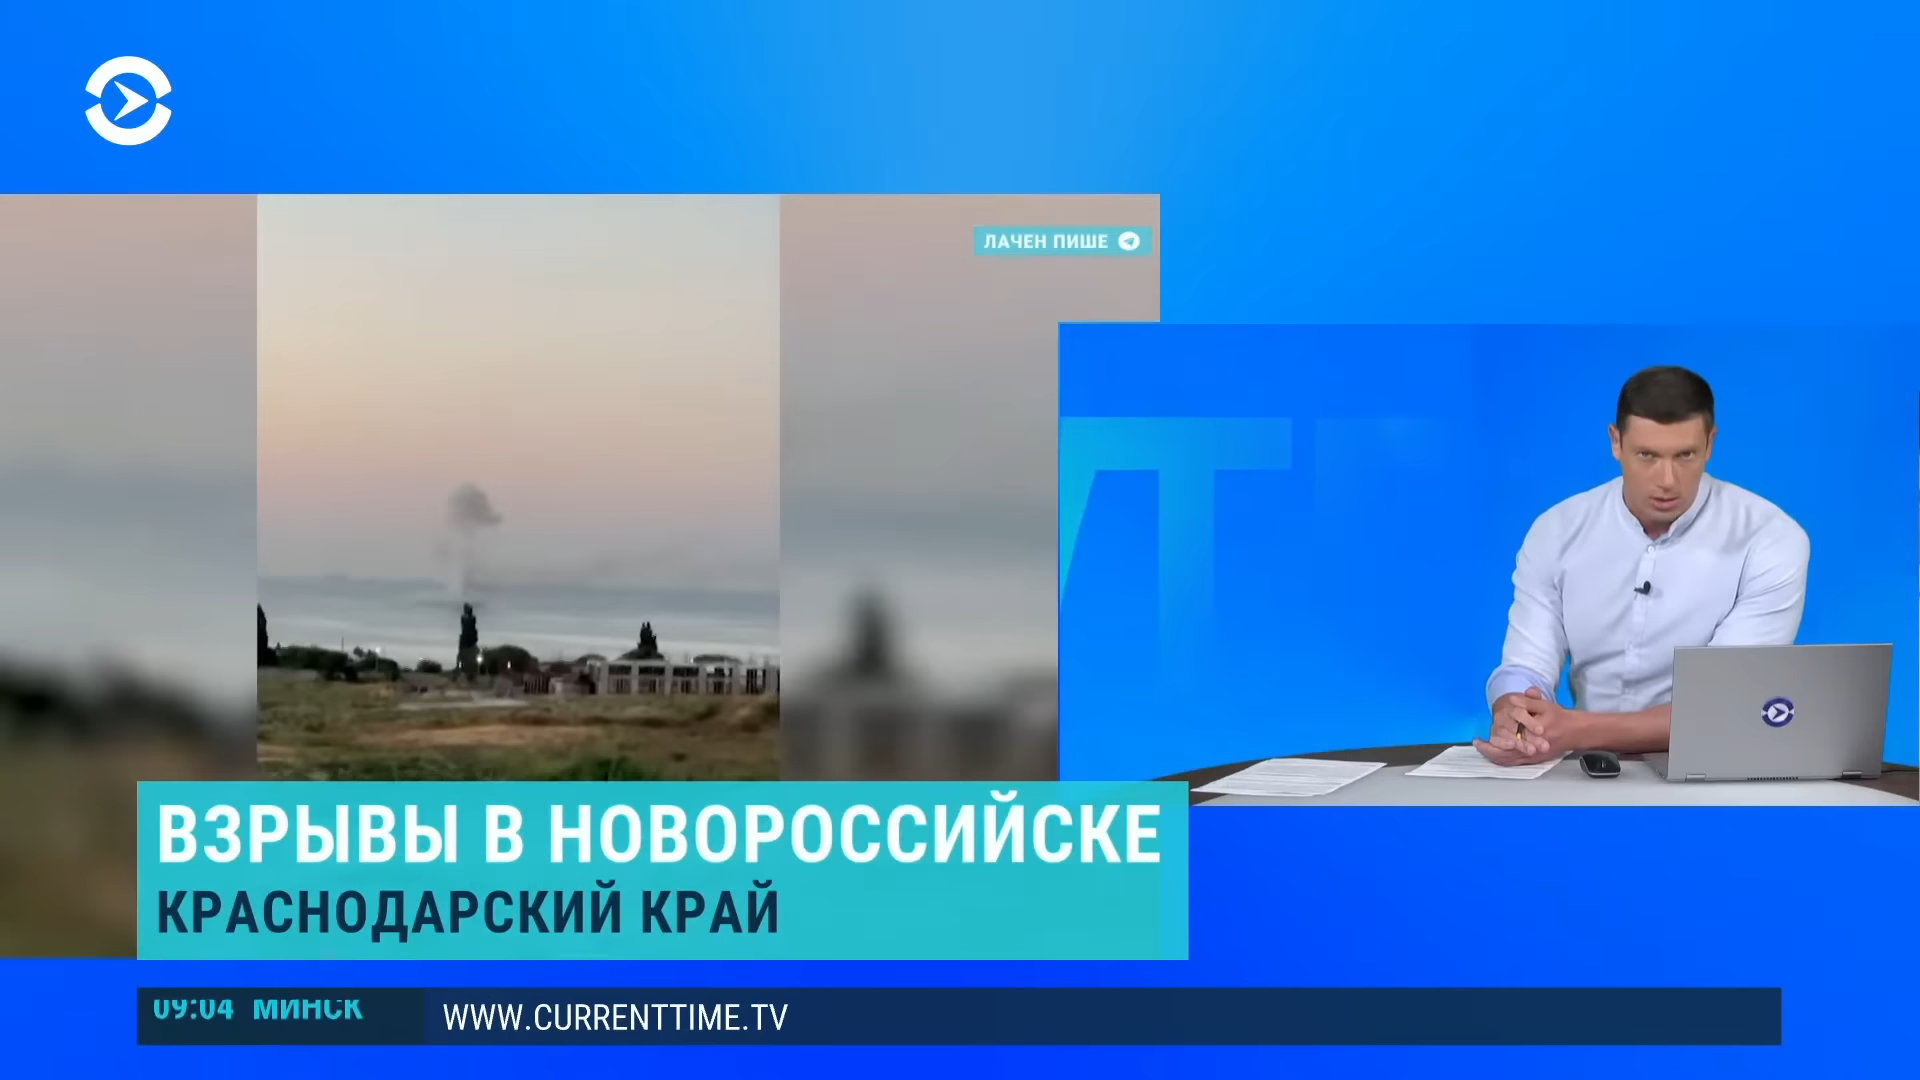 ЛАЧЕН ПИШЕ
ВЗРЫВЫ В НОВОРОССИЙСКЕ
КРАСНОДАРСКИЙ КРАЙ
09:04 МИНСК
WWW.CURRENTTIME.TV